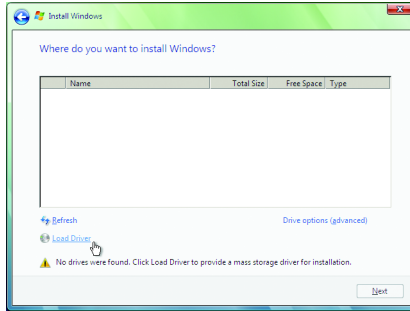 Install Windows
Where do you want to install Windows?
Name Total Size Free Space Type
Refresh Drive options (advanced)
Load Driver
No drives were found. Click Load Driver to provide a mass storage driver for installation.
Next